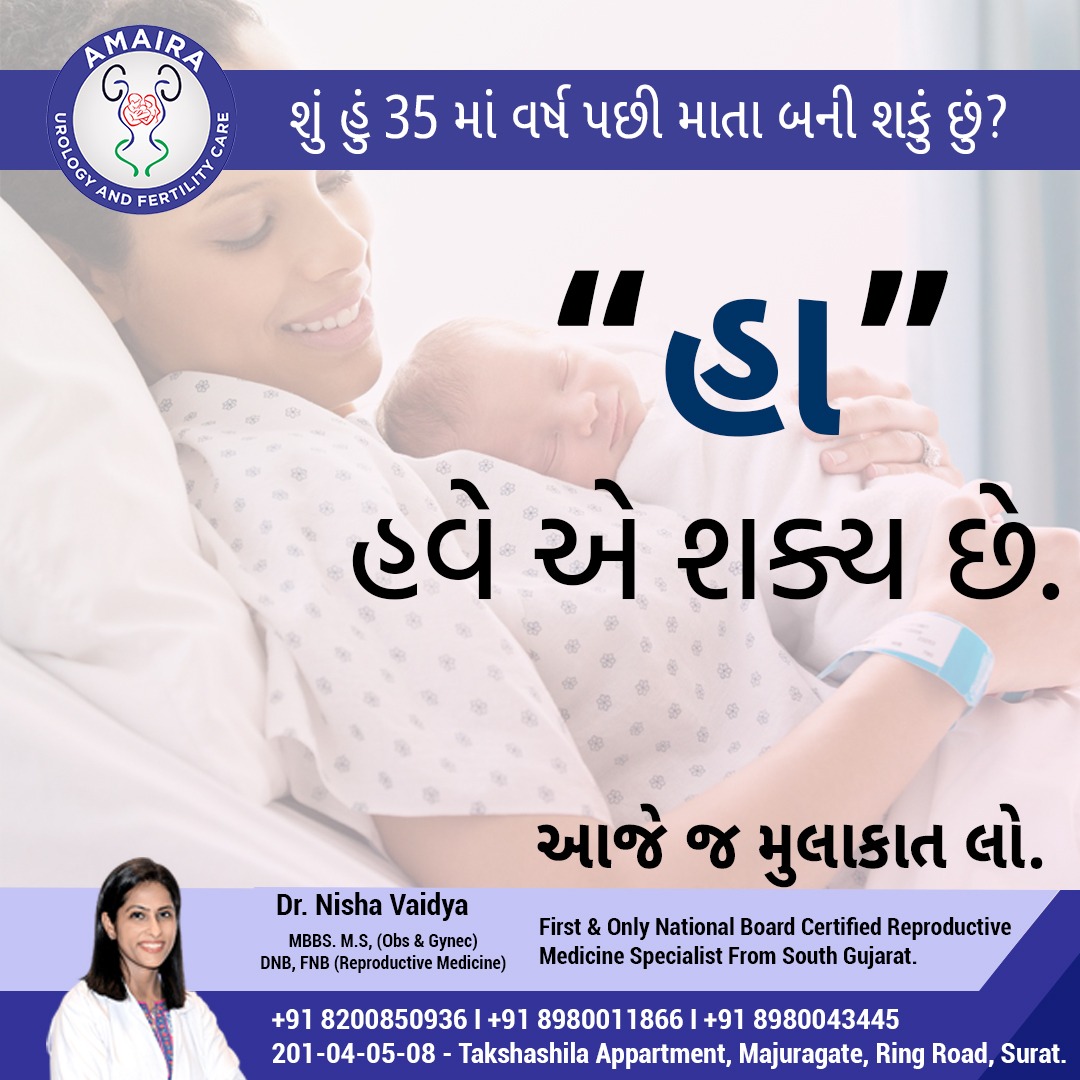 AMAIRA
UROLOGY AND FERTILITY CARE
શું હું 35 માં વર્ષ પછી માતા બની શકું છું?
“હા”
હવે એ શક્ય છે.
આજે જ મુલાકાત લો.
Dr. Nisha Vaidya
MBBS. M.S, (Obs & Gynec)
DNB, FNB (Reproductive Medicine)
First & Only National Board Certified Reproductive
Medicine Specialist From South Gujarat.
+91 8200850936 I +91 8980011866 I +91 8980043445
201-04-05-08 - Takshashila Appartment, Majuragate, Ring Road, Surat.